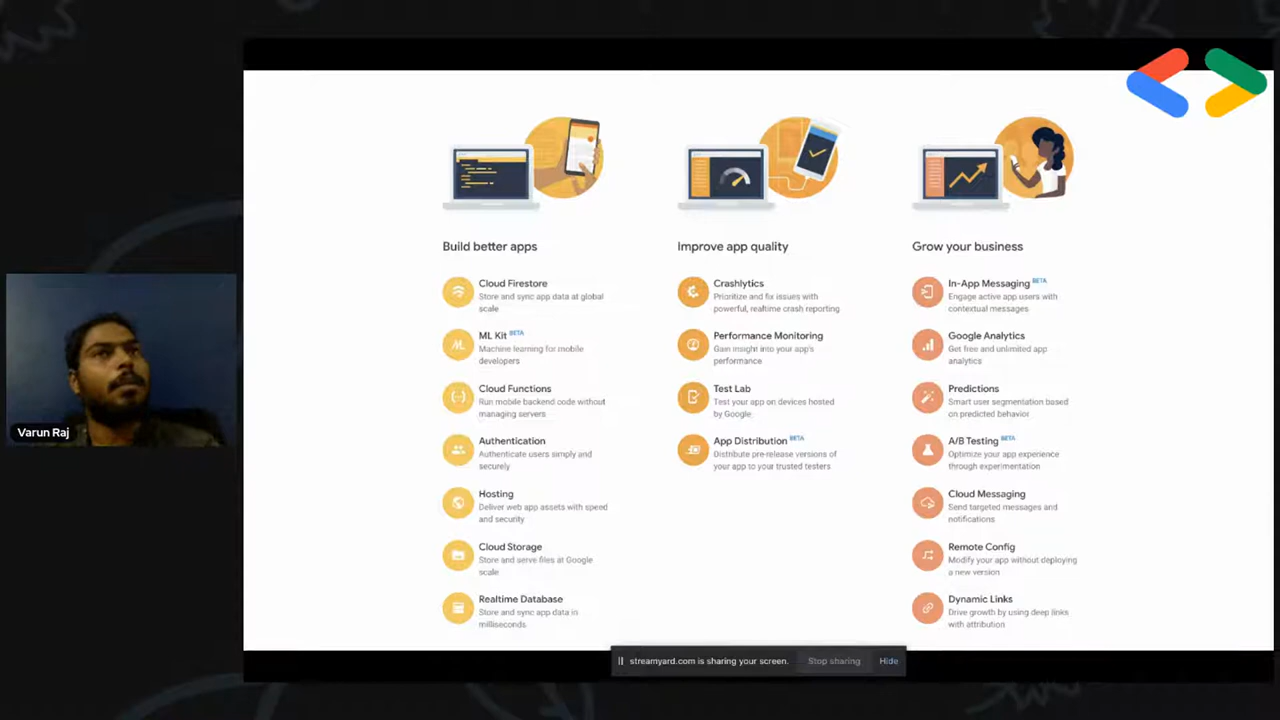 Build better apps
Cloud Firestore
Store and sync app data at global
scale
ML Kit BETA
Machine learning for mobile
developers
Cloud Functions
Run mobile backend code without
managing servers
Authentication
Authenticate users simply and
securely
Hosting
Deliver web app assets with speed
and security
Cloud Storage
Store and serve files at Google
scale
Realtime Database
Store and sync app data in
milliseconds
Improve app quality
Crashlytics
Prioritize and fix issues with
powerful, realtime crash reporting
Performance Monitoring
Gain insight into your app's
performance
Test Lab
Test your app on devices hosted
by Google
App Distribution BETA
Distribute pre-release versions of
your app to your trusted testers
Grow your business
In-App Messaging BETA
Engage active app users with
contextual messages
Google Analytics
Get free and unlimited app
analytics
Predictions
Smart user segmentation based
on predicted behavior
A/B Testing BETA
Optimize your app experience
through experimentation
Cloud Messaging
Send targeted messages and
notifications
Remote Config
Modify your app without deploying
a new version
Dynamic Links
Drive growth by using deep links
with attribution
Varun Raj
streamyard.com is sharing your screen.
Stop sharing
Hide